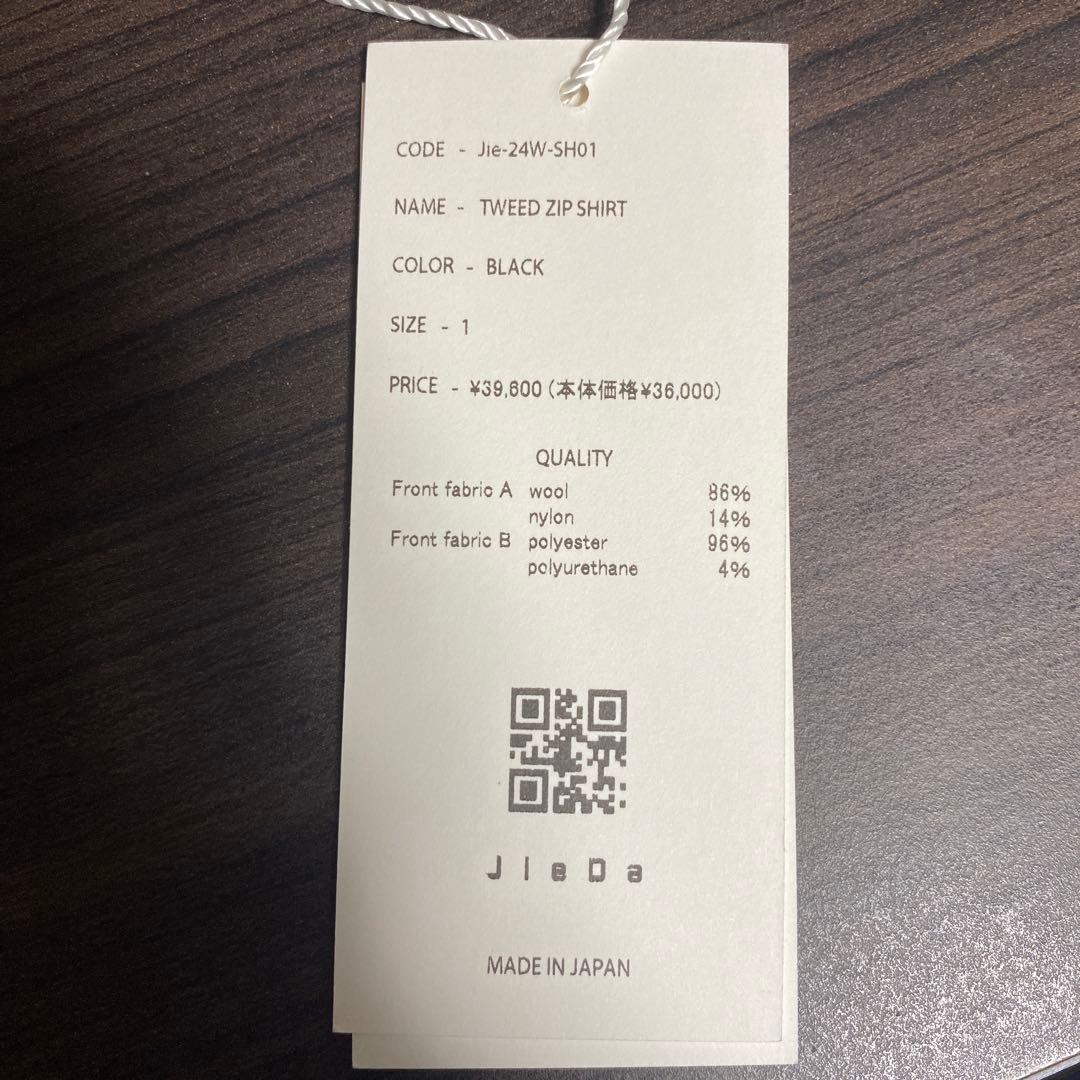 CODE - Jie-24W-SH01
NAME - TWEED ZIP SHIRT
COLOR - BLACK
SIZE - 1
PRICE - ¥39,600(本体価格¥36,000)
QUALITY
Front fabric A wool 86%
nylon 14%
Front fabric B polyester 96%
polyurethane 4%
JieDa
MADE IN JAPAN